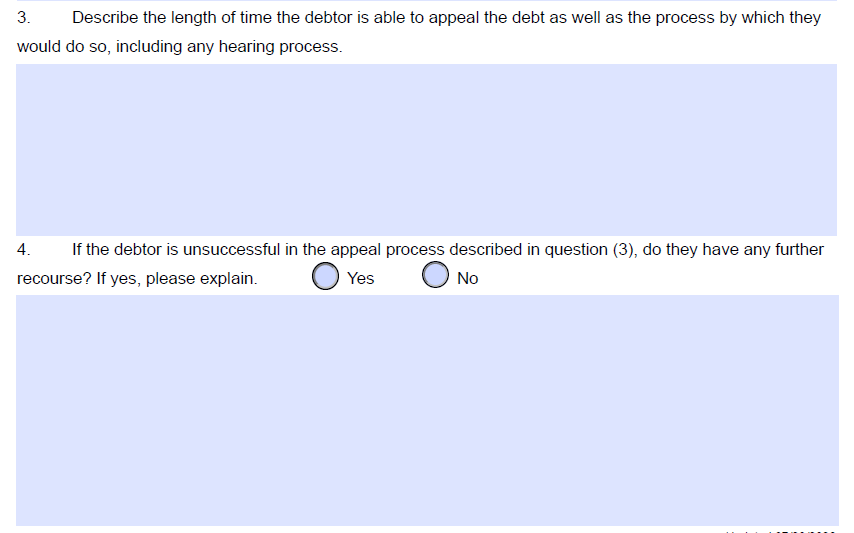 3. Describe the length of time the debtor is able to appeal the debt as well as the process by which they
would do so, including any hearing process.
4. If the debtor is unsuccessful in the appeal process described in question (3), do they have any further
recourse? If yes, please explain. Yes No